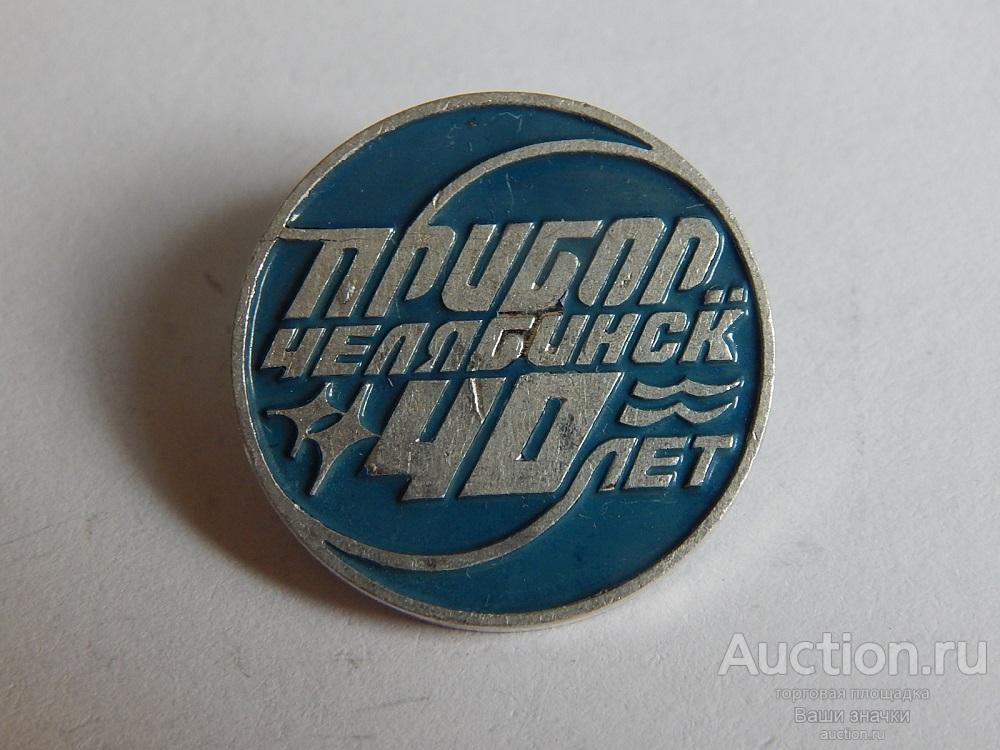 ПРИБОР
ЧЕЛЯБИНСК
40
ЛЕТ
Auction.ru
торговая площадка
Ваши значки
auction.ru